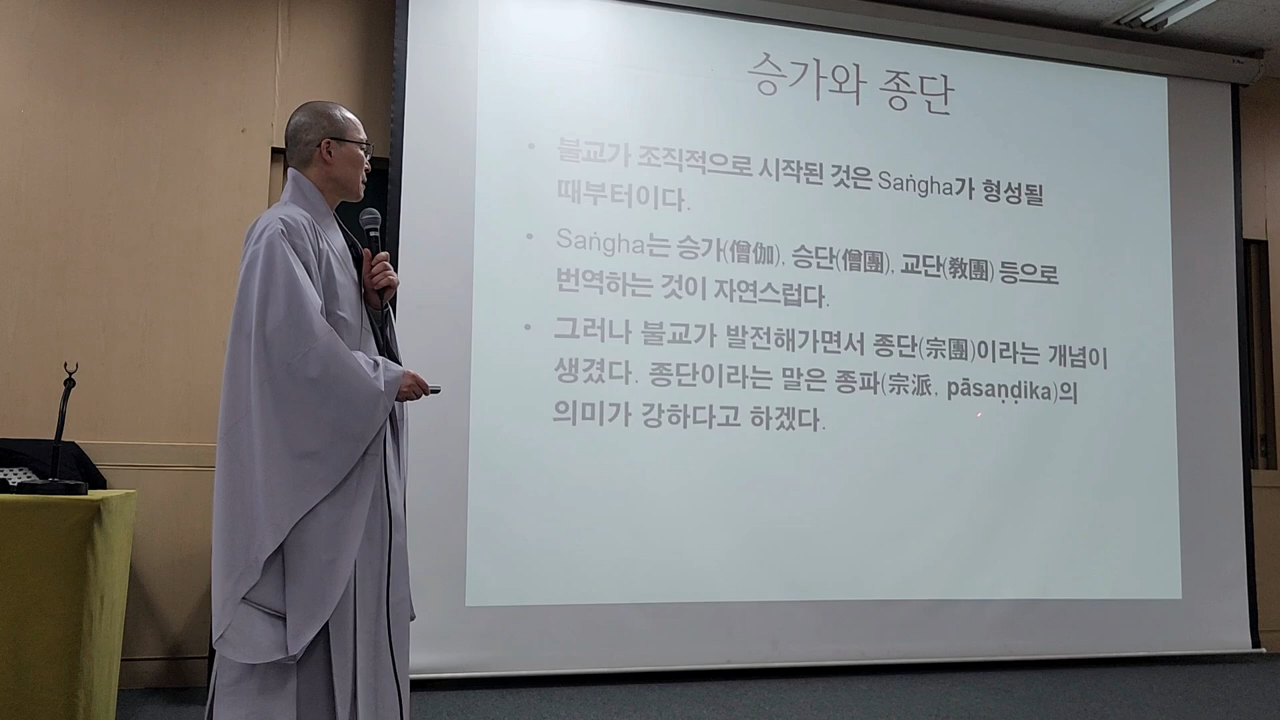 승가와 종단
• 불교가 조직적으로 시작된 것은 Saṅgha가 형성될
때부터이다.
• Saṅgha는 승가(僧伽), 승단(僧團), 교단(敎團) 등으로
번역하는 것이 자연스럽다.
• 그러나 불교가 발전해가면서 종단(宗團)이라는 개념이
생겼다. 종단이라는 말은 종파(宗派, pāsaṇḍika)의
의미가 강하다고 하겠다.